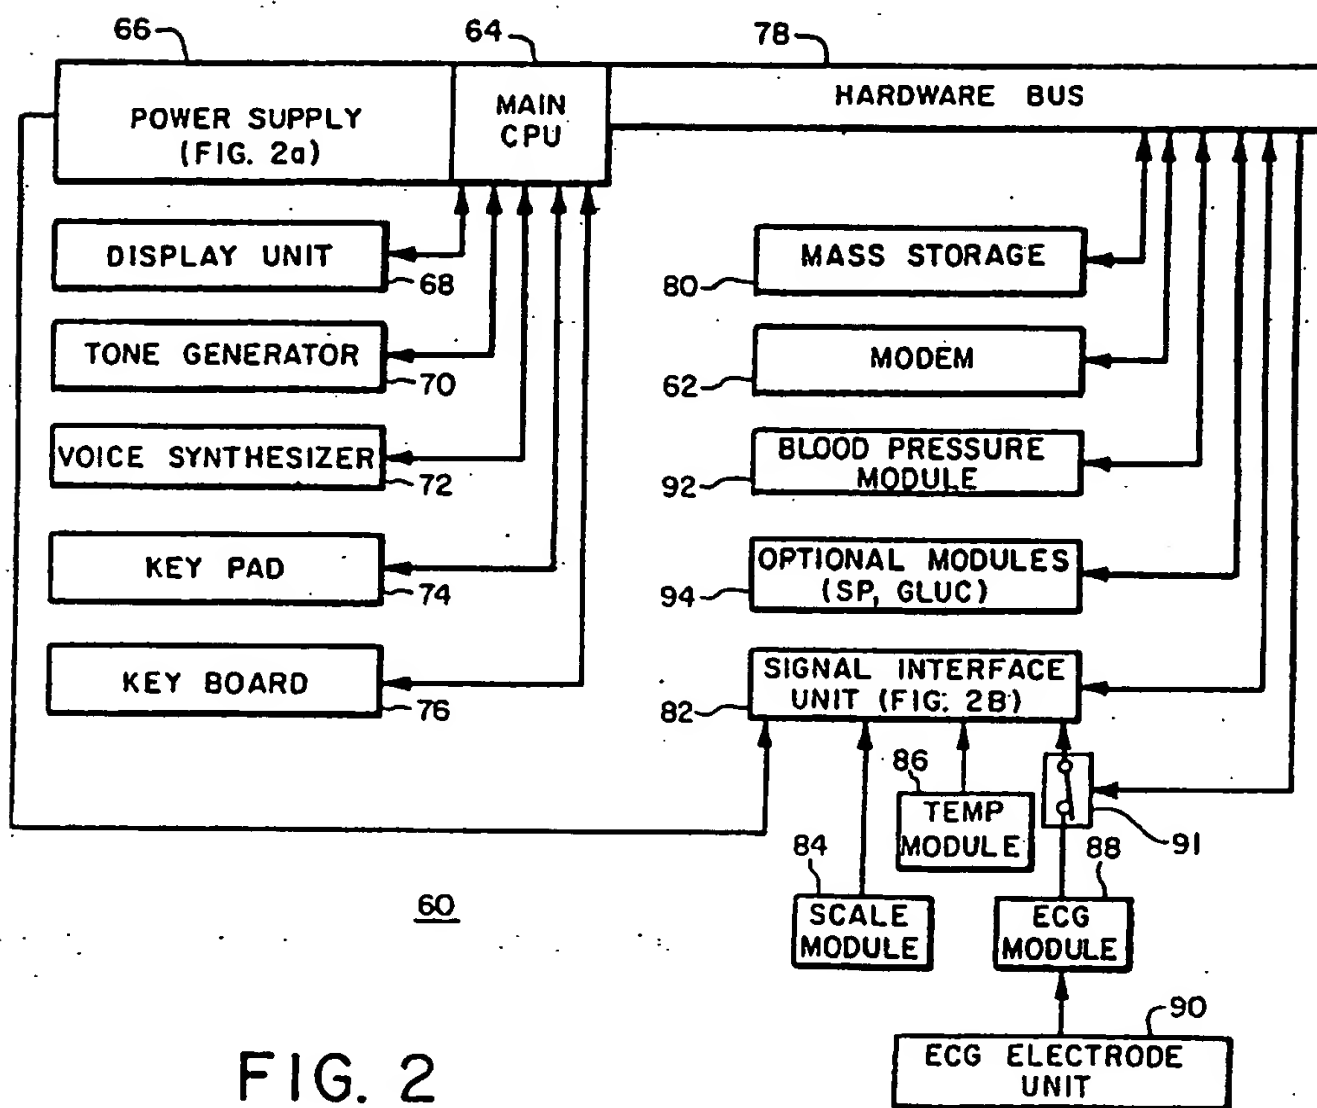 66
64
78
POWER SUPPLY
(FIG. 2a)
MAIN
CPU
HARDWARE BUS
DISPLAY UNIT
68
TONE GENERATOR
70
VOICE SYNTHESIZER
72
KEY PAD
74
KEY BOARD
76
MASS STORAGE
80
MODEM
62
BLOOD PRESSURE
MODULE
92
OPTIONAL MODULES
(SP, GLUC)
94
SIGNAL INTERFACE
UNIT (FIG. 2B)
82
86
TEMP
MODULE
91
84
SCALE
MODULE
88
ECG
MODULE
60
90
ECG ELECTRODE
UNIT
FIG. 2